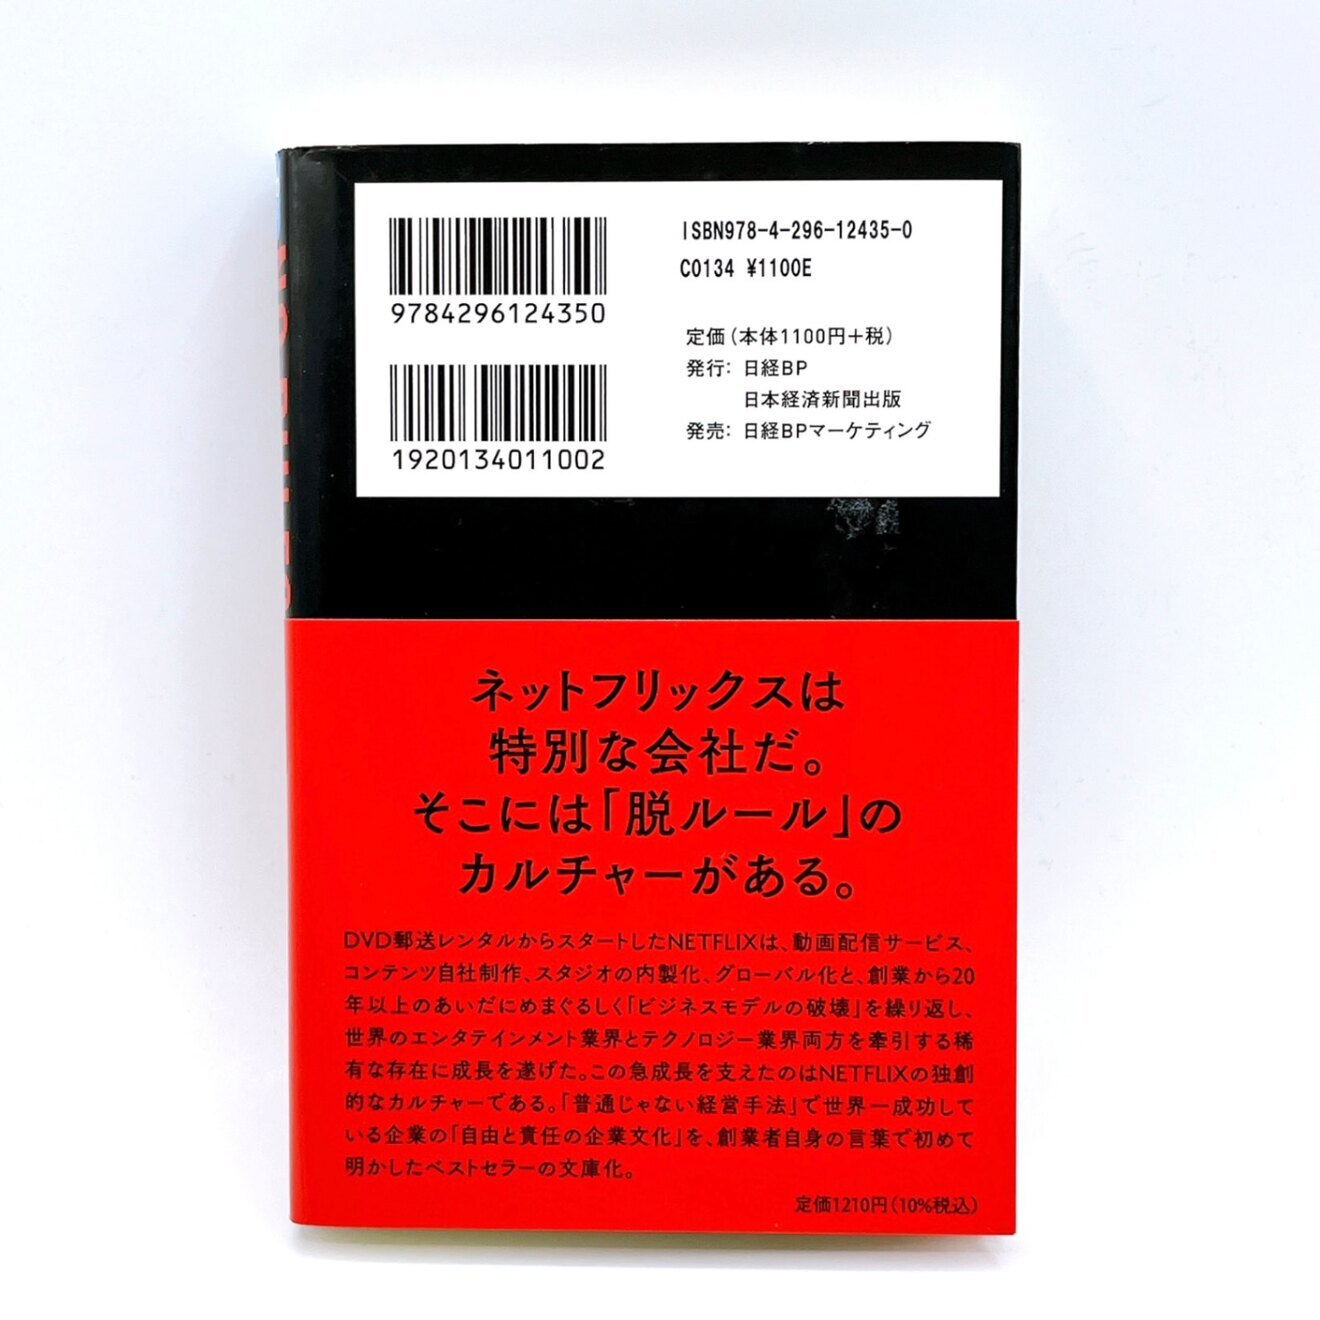 NO RULES
9784296124350
1920134011002
ISBN978-4-296-12435-0
C0134 ¥1100E
定価(本体1100円+税)
発行: 日経BP
日本経済新聞出版
発売: 日経BPマーケティング
ネットフリックスは
特別な会社だ。
そこには「脱ルール」の
カルチャーがある。
DVD郵送レンタルからスタートしたNETFLIXは、動画配信サービス、
コンテンツ自社制作、スタジオの内製化、グローバル化と、創業から20
年以上のあいだにめまぐるしく「ビジネスモデルの破壊」を繰り返し、
世界のエンタテインメント業界とテクノロジー業界両方を牽引する稀
有な存在に成長を遂げた。この急成長を支えたのはNETFLIXの独創
的なカルチャーである。「普通じゃない経営手法」で世界一成功して
いる企業の「自由と責任の企業文化」を、創業者自身の言葉で初めて
明かしたベストセラーの文庫化。
定価1210円(10%税込)